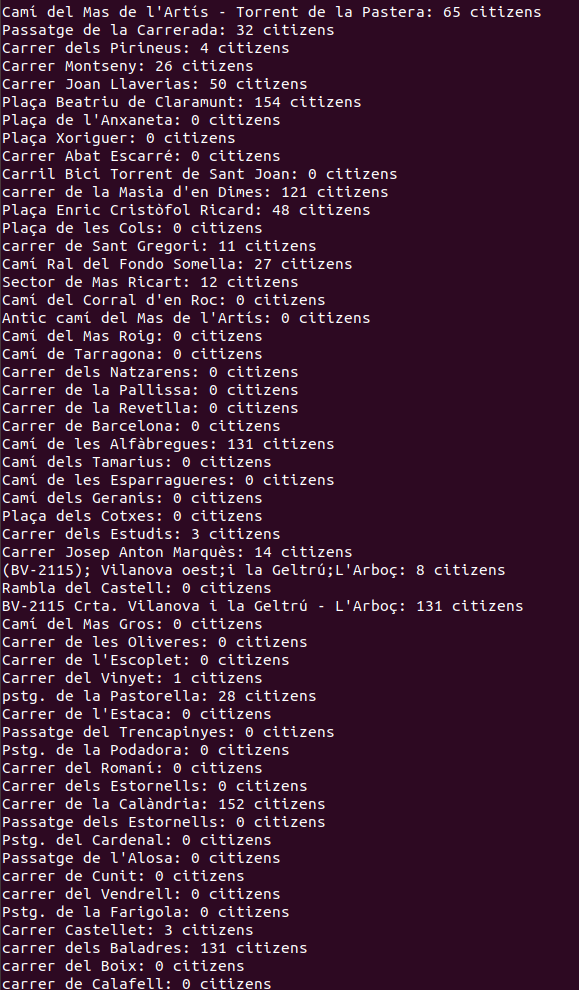 Camí del Mas de l'Artís - Torrent de la Pastera: 65 citizens
Passatge de la Carrerada: 32 citizens
Carrer dels Pirineus: 4 citizens
Carrer Montseny: 26 citizens
Carrer Joan Llaverias: 50 citizens
Plaça Beatriu de Claramunt: 154 citizens
Plaça de l'Anxaneta: 0 citizens
Plaça Xoriguer: 0 citizens
Carrer Abat Escarré: 0 citizens
Carril Bici Torrent de Sant Joan: 0 citizens
carrer de la Masia d'en Dimes: 121 citizens
Plaça Enric Cristòfol Ricard: 48 citizens
Plaça de les Cols: 0 citizens
carrer de Sant Gregori: 11 citizens
Camí Ral del Fondo Somella: 27 citizens
Sector de Mas Ricart: 12 citizens
Camí del Corral d'en Roc: 0 citizens
Antic camí del Mas de l'Artís: 0 citizens
Camí del Mas Roig: 0 citizens
Camí de Tarragona: 0 citizens
Carrer dels Natzarens: 0 citizens
Carrer de la Pallissa: 0 citizens
Carrer de la Revetlla: 0 citizens
Carrer de Barcelona: 0 citizens
Camí de les Alfàbregues: 131 citizens
Camí dels Tamarius: 0 citizens
Camí de les Esparragueres: 0 citizens
Camí dels Geranis: 0 citizens
Plaça dels Cotxes: 0 citizens
Carrer dels Estudis: 3 citizens
Carrer Josep Anton Marquès: 14 citizens
(BV-2115); Vilanova oest;i la Geltrú;L'Arboç: 8 citizens
Rambla del Castell: 0 citizens
BV-2115 Crta. Vilanova i la Geltrú - L'Arboç: 131 citizens
Camí del Mas Gros: 0 citizens
Carrer de les Oliveres: 0 citizens
Carrer de l'Escoplet: 0 citizens
Carrer del Vinyet: 1 citizens
pstg. de la Pastorella: 28 citizens
Carrer de l'Estaca: 0 citizens
Passatge del Trencapinyes: 0 citizens
Pstg. de la Podadora: 0 citizens
Carrer del Romaní: 0 citizens
Carrer dels Estornells: 0 citizens
Carrer de la Calàndria: 152 citizens
Passatge dels Estornells: 0 citizens
Pstg. del Cardenal: 0 citizens
Passatge de l'Alosa: 0 citizens
carrer de Cunit: 0 citizens
carrer del Vendrell: 0 citizens
Pstg. de la Farigola: 0 citizens
Carrer Castellet: 3 citizens
carrer dels Baladres: 131 citizens
carrer del Boix: 0 citizens
carrer de Calafell: 0 citizens